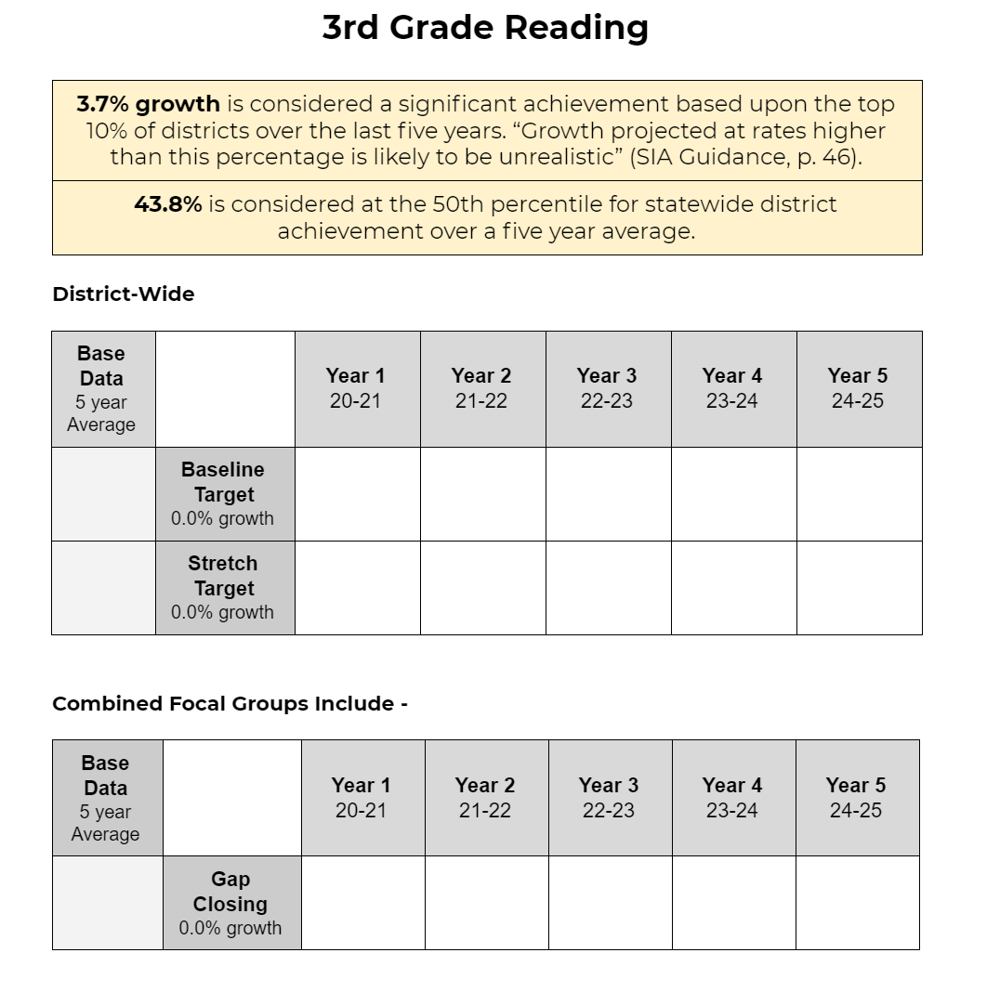 3rd Grade Reading
3.7% growth is considered a significant achievement based upon the top
10% of districts over the last five years. “Growth projected at rates higher
than this percentage is likely to be unrealistic” (SIA Guidance, p. 46).
43.8% is considered at the 50th percentile for statewide district
achievement over a five year average.
District-Wide
Base
Data
5 year
Average
Year 1
20-21
Year 2
21-22
Year 3
22-23
Year 4
23-24
Year 5
24-25
Baseline
Target
0.0% growth
Stretch
Target
0.0% growth
Combined Focal Groups Include -
Base
Data
5 year
Average
Year 1
20-21
Year 2
21-22
Year 3
22-23
Year 4
23-24
Year 5
24-25
Gap
Closing
0.0% growth